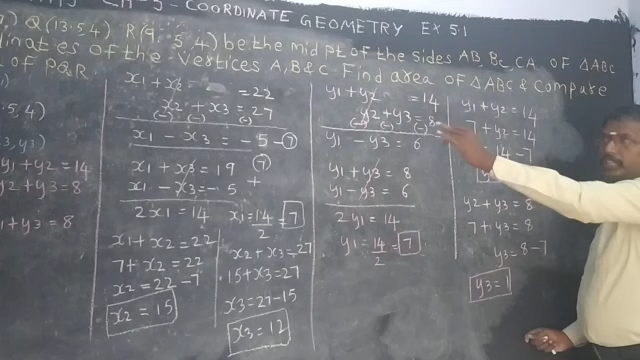 COORDINATE GEOMETRY EX 5.1
Q(13.5,4) R(9.5,4) be the mid pt of the sides AB, BC, CA of ΔABC
of the vertices A, B & C. Find area of ΔABC & compare
of PQR
5,4)
y1+y2=14
y2+y3=8
y1+y3=8
x1+x2 =22
x2+x3=27
(-) (-) (-)
x1-x3=-5-⑦
x1+x3=19 ⑦
x1-x3=-5 +
2x1=14
x1=14/2=7
x1+x2=22
7+x2=22
x2=22-7
x2=15
x2+x3=27
15+x3=27
x3=27-15
x3=12
y1+y2 =14
y2+y3=8
(-) (-) (-)
y1-y3=6
y1+y3=8
y1-y3=6
2y1=14
y1=14/2=7
y1+y2=14
7+y2=14
14-7
y2+y3=8
7+y3=8
y3=8-7
y3=1